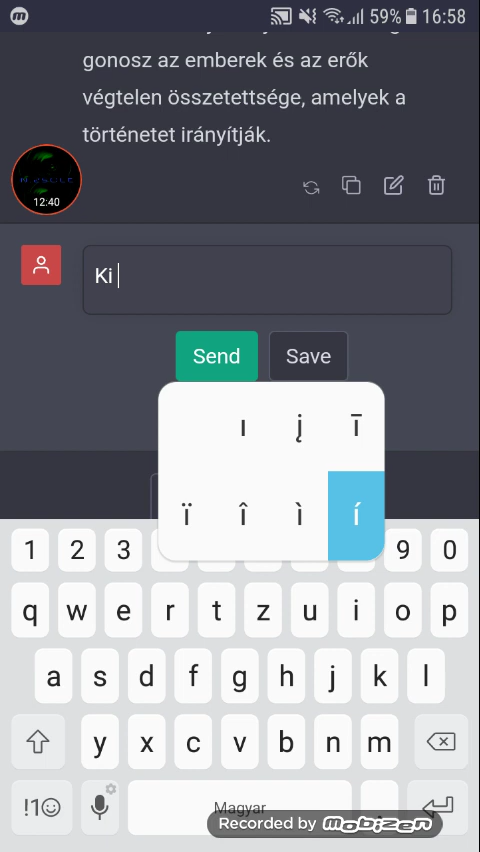 59% 16:58
gonosz az emberek és az erők
végtelen összetettsége, amelyek a
történetet irányítják.
12:40
Ki
Send Save
ı į ī
ï î ì í
1 2 3 9 0
q w e r t z u i o p
a s d f g h j k l
y x c v b n m
!1☺ Magyar
Recorded by mobizen